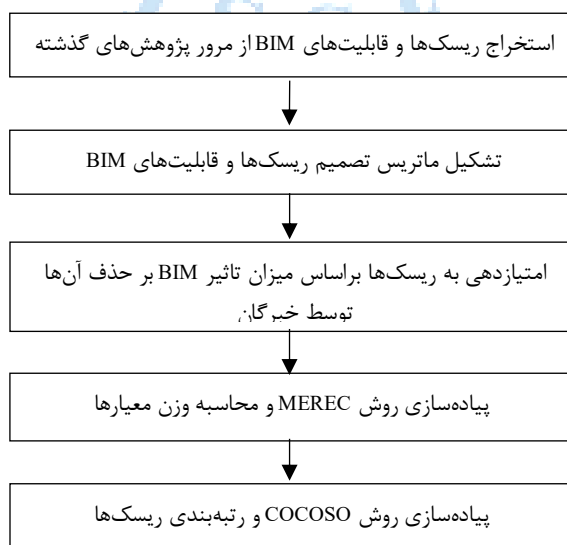 استخراج ریسک‌ها و قابلیت‌های BIM از مرور پژوهش‌های گذشته
تشکیل ماتریس تصمیم ریسک‌ها و قابلیت‌های BIM
امتیازدهی به ریسک‌ها براساس میزان تاثیر BIM بر حذف آن‌ها
توسط خبرگان
پیاده‌سازی روش MEREC و محاسبه وزن معیارها
پیاده‌سازی روش COCOSO و رتبه‌بندی ریسک‌ها